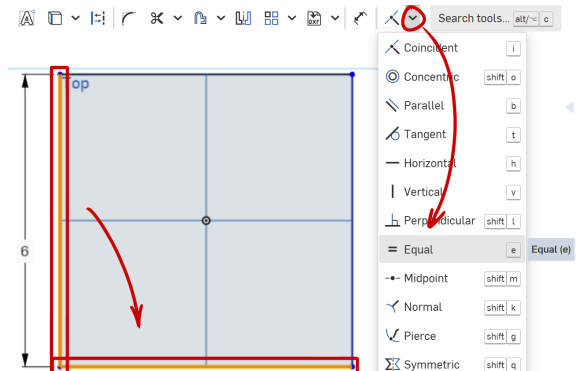 A
DXF
Search tools... alt/⌥ c
Coincident i
Top
Concentric shift o
Parallel b
Tangent t
Horizontal h
Vertical v
Perpendicular shift l
6
Equal e Equal (e)
Midpoint shift m
Normal shift k
Pierce shift g
Symmetric shift q